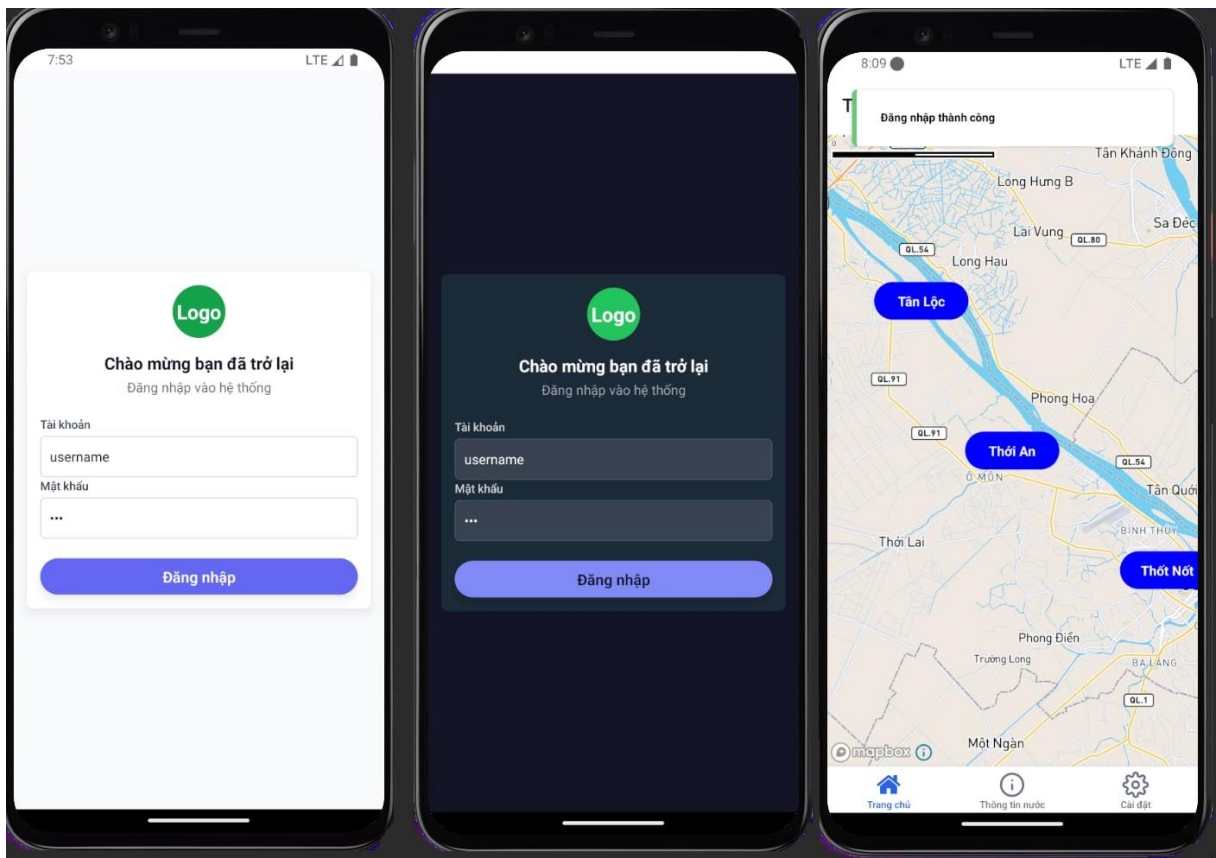 7:53
LTE
Logo
Chào mừng bạn đã trở lại
Đăng nhập vào hệ thống
Tài khoản
username
Mật khẩu
•••
Đăng nhập
Logo
Chào mừng bạn đã trở lại
Đăng nhập vào hệ thống
Tài khoản
username
Mật khẩu
•••
Đăng nhập
8:09
LTE
T
Đăng nhập thành công
0
Tân Khánh Đông
Long Hưng B
Sa Đéc
Lai Vung
QL.80
QL.54
Long Hau
Tân Lộc
QL.91
Phong Hoa
QL.91
Thới An
QL.54
Ô MÔN
Tân Quới
BÌNH THUY
Thới Lai
Thốt Nốt
Phong Điền
Trường Long
BA LANG
QL.1
Một Ngàn
mapbox
Trang chủ
Thông tin nước
Cài đặt